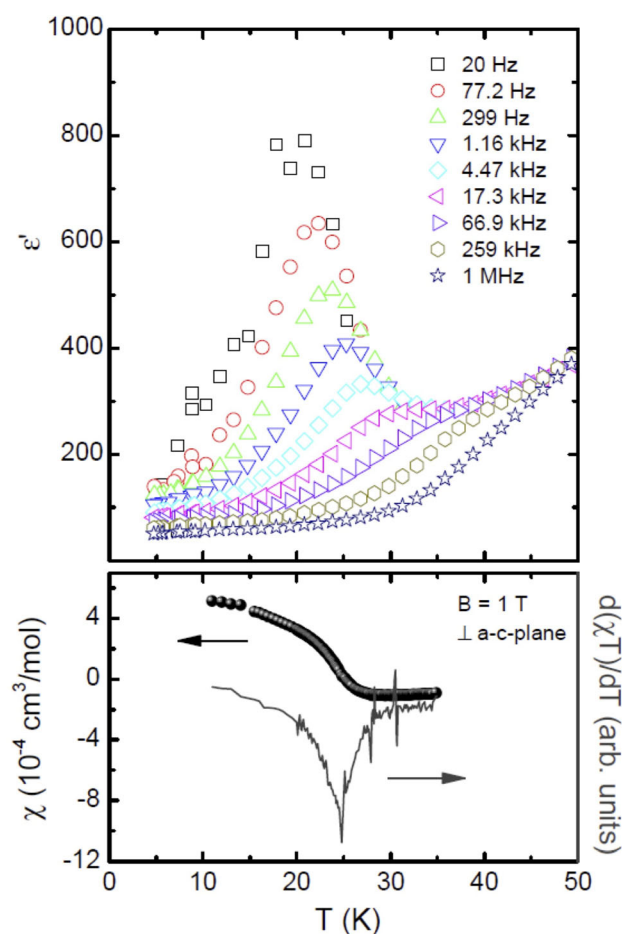 1000
800
600
400
200
ε'
20 Hz
77.2 Hz
299 Hz
1.16 kHz
4.47 kHz
17.3 kHz
66.9 kHz
259 kHz
1 MHz
4
0
-4
-8
-12
χ (10⁻⁴ cm³/mol)
B = 1 T
⊥ a-c-plane
d(χT)/dT (arb. units)
0 10 20 30 40 50
T (K)